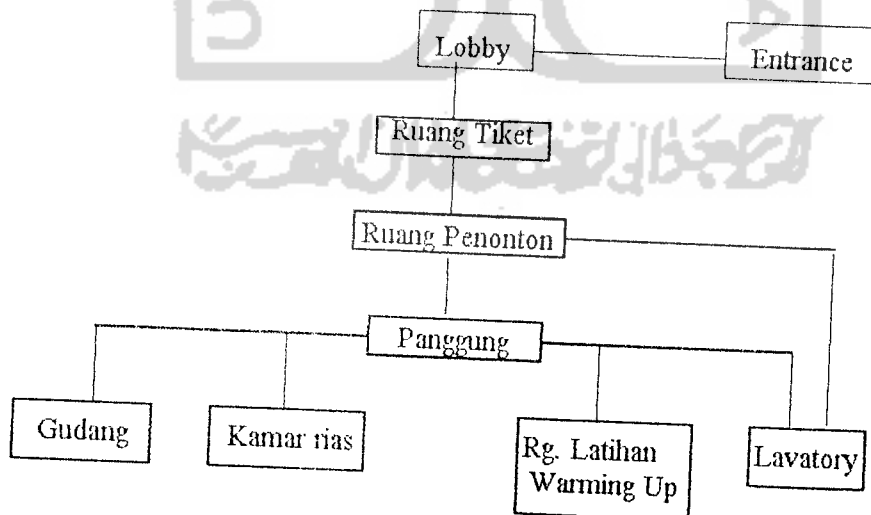 Lobby
Entrance
Ruang Tiket
Ruang Penonton
Panggung
Gudang
Kamar rias
Rg. Latihan
Warming Up
Lavatory